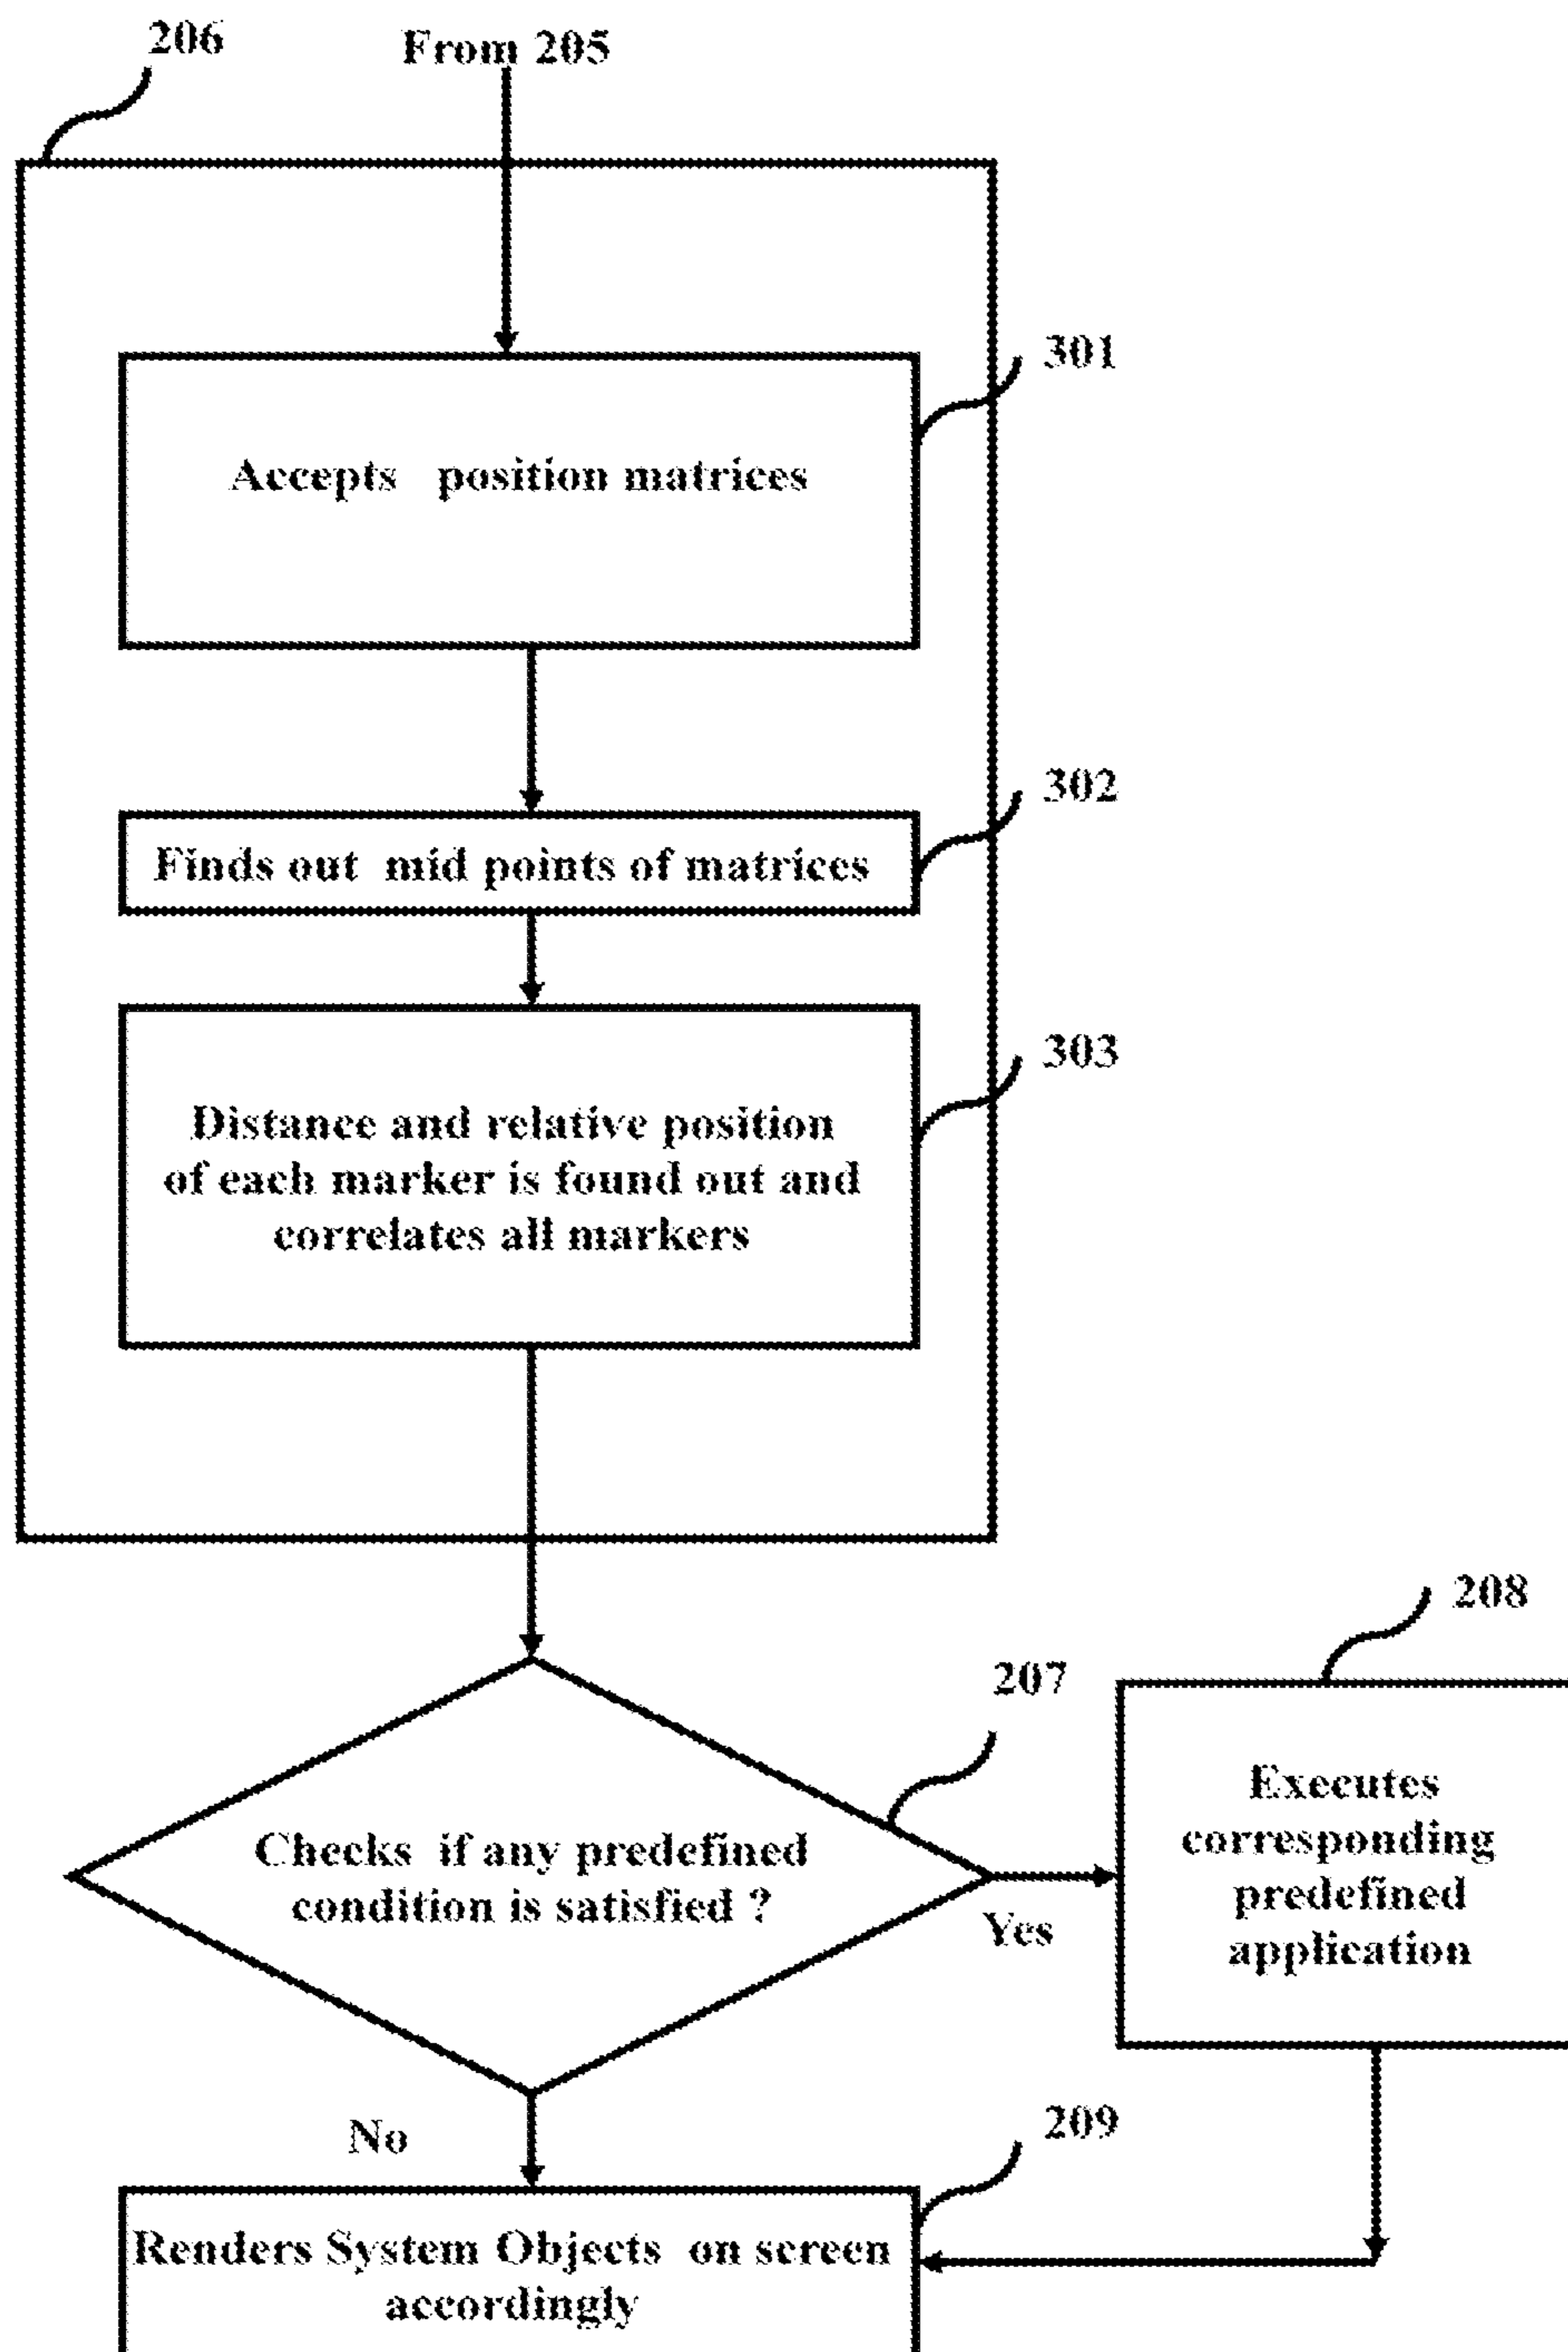 206
From 205
301
Accepts position matrices
302
Finds out mid points of matrices
303
Distance and relative position
of each marker is found out and
correlates all markers
208
207
Executes
corresponding
predefined
application
Checks if any predefined
condition is satisfied ?
Yes
No
209
Renders System Objects on screen
accordingly